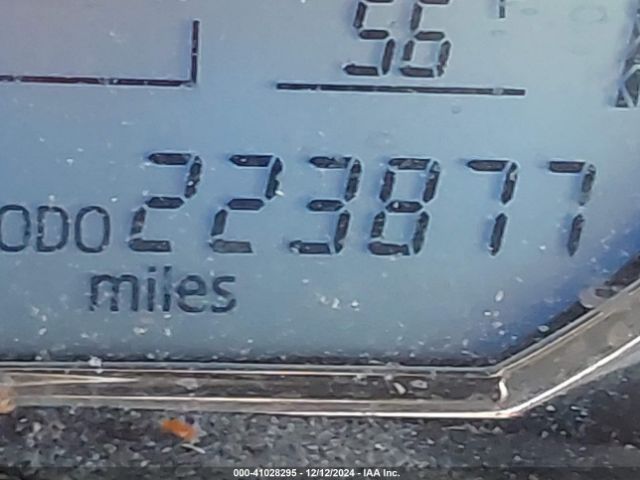 56
ODO 223877
miles
000-41028295 - 12/12/2024 - IAA Inc.